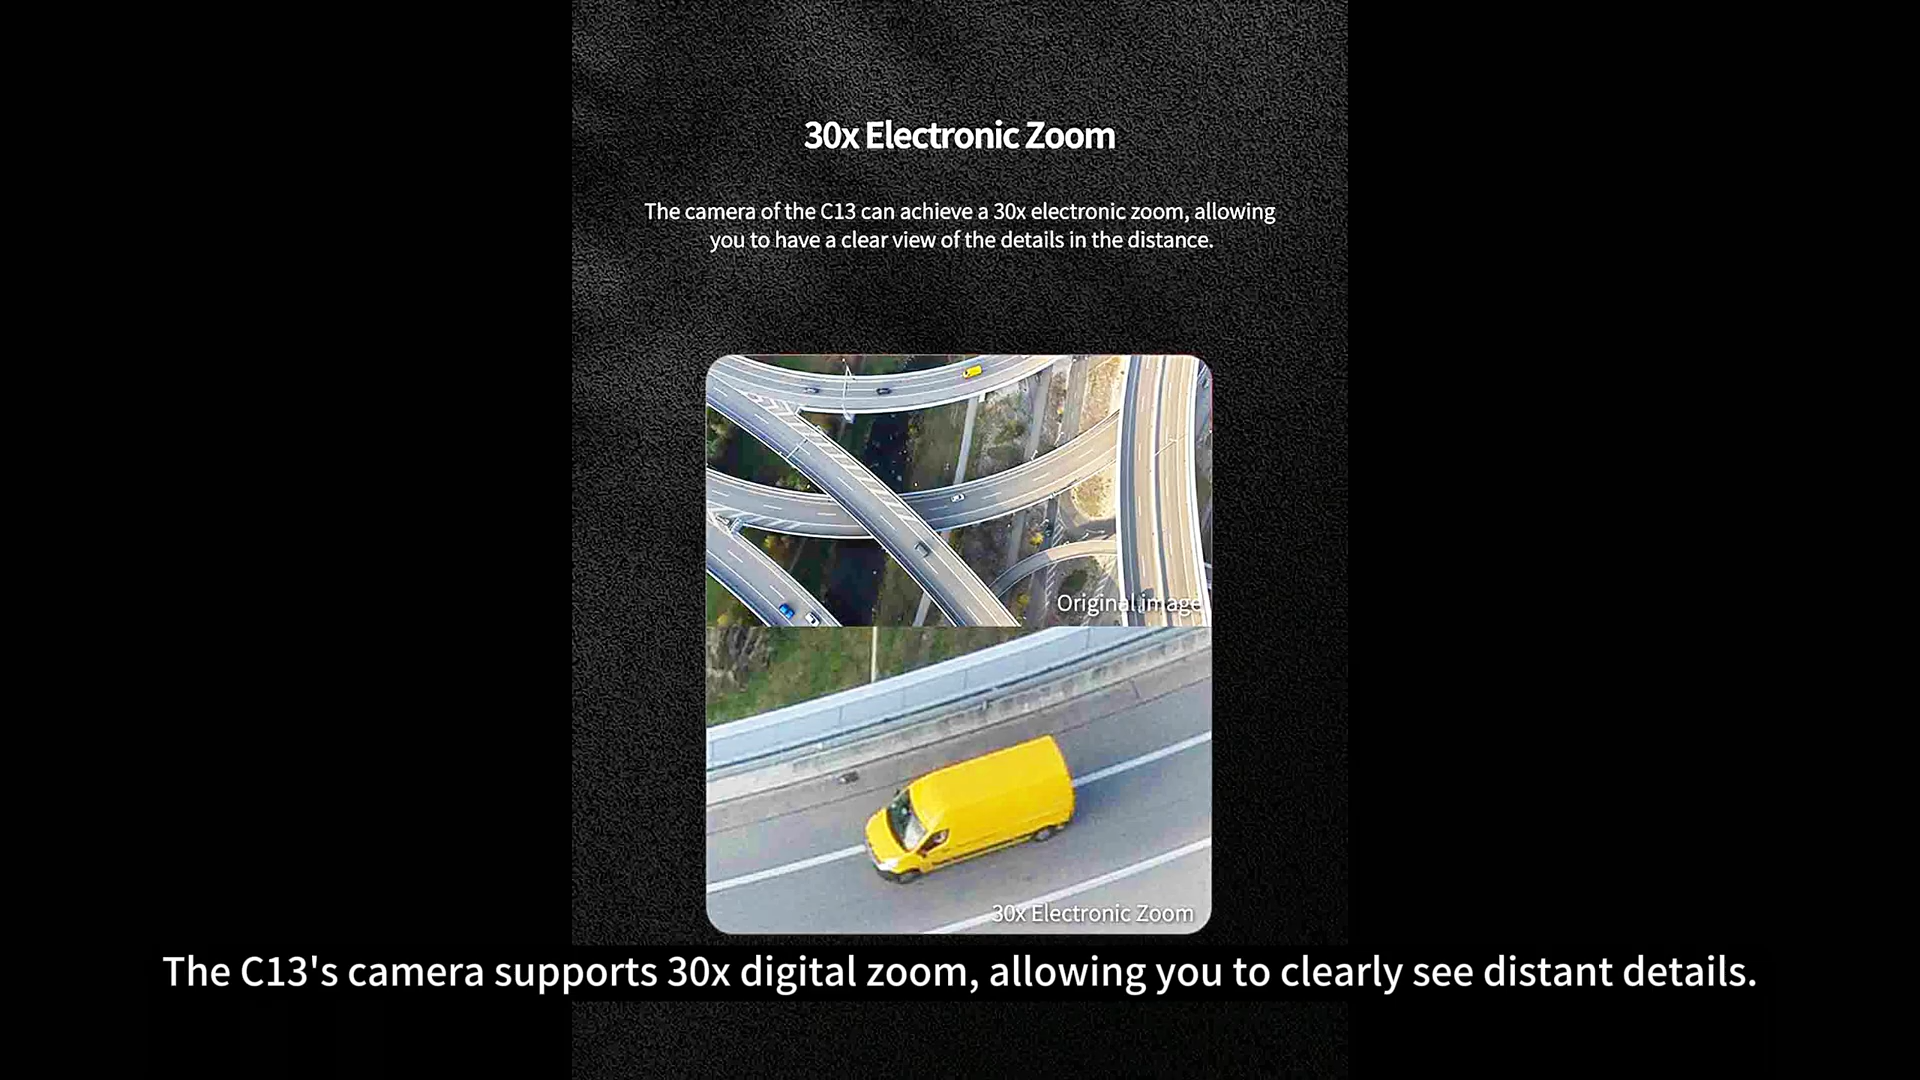 30x Electronic Zoom
The camera of the C13 can achieve a 30x electronic zoom, allowing
you to have a clear view of the details in the distance.
Original image
30x Electronic Zoom
The C13's camera supports 30x digital zoom, allowing you to clearly see distant details.